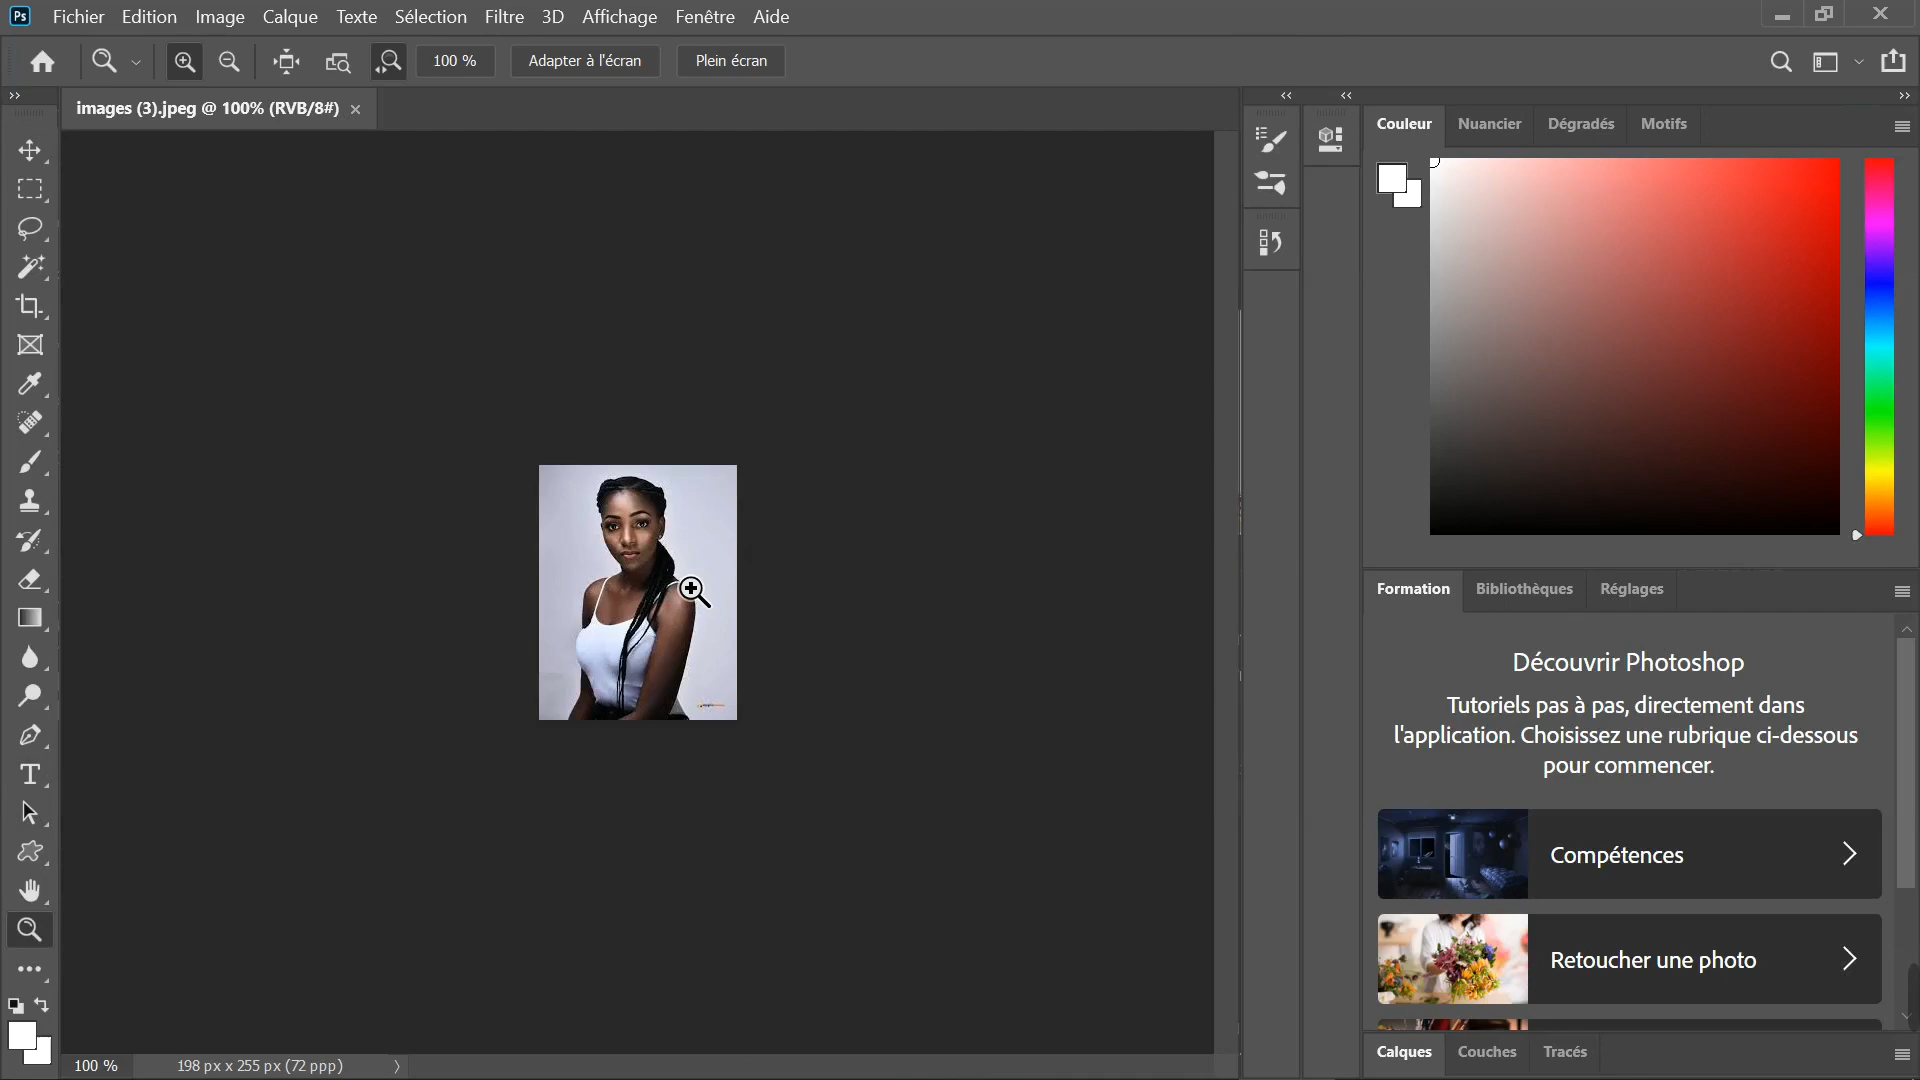 Ps Fichier Edition Image Calque Texte Sélection Filtre 3D Affichage Fenêtre Aide
100 % Adapter à l'écran Plein écran
images (3).jpeg @ 100% (RVB/8#)
Couleur Nuancier Dégradés Motifs
Formation Bibliothèques Réglages
Découvrir Photoshop
Tutoriels pas à pas, directement dans
l'application. Choisissez une rubrique ci-dessous
pour commencer.
Compétences
Retoucher une photo
Calques Couches Tracés
100 % 198 px x 255 px (72 ppp)